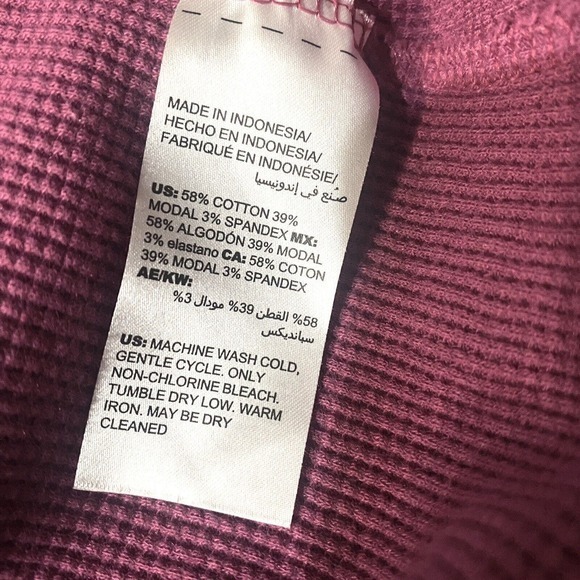 MADE IN INDONESIA/
HECHO EN INDONESIA/
FABRIQUÉ EN INDONÉSIE/
صنع في إندونيسيا
US: 58% COTTON 39%
MODAL 3% SPANDEX MX:
58% ALGODÓN 39% MODAL
3% elastano CA: 58% COTON
39% MODAL 3% SPANDEX
AE/KW:
58% القطن 39% مودال 3%
سبانديكس
US: MACHINE WASH COLD,
GENTLE CYCLE. ONLY
NON-CHLORINE BLEACH.
TUMBLE DRY LOW. WARM
IRON. MAY BE DRY
CLEANED